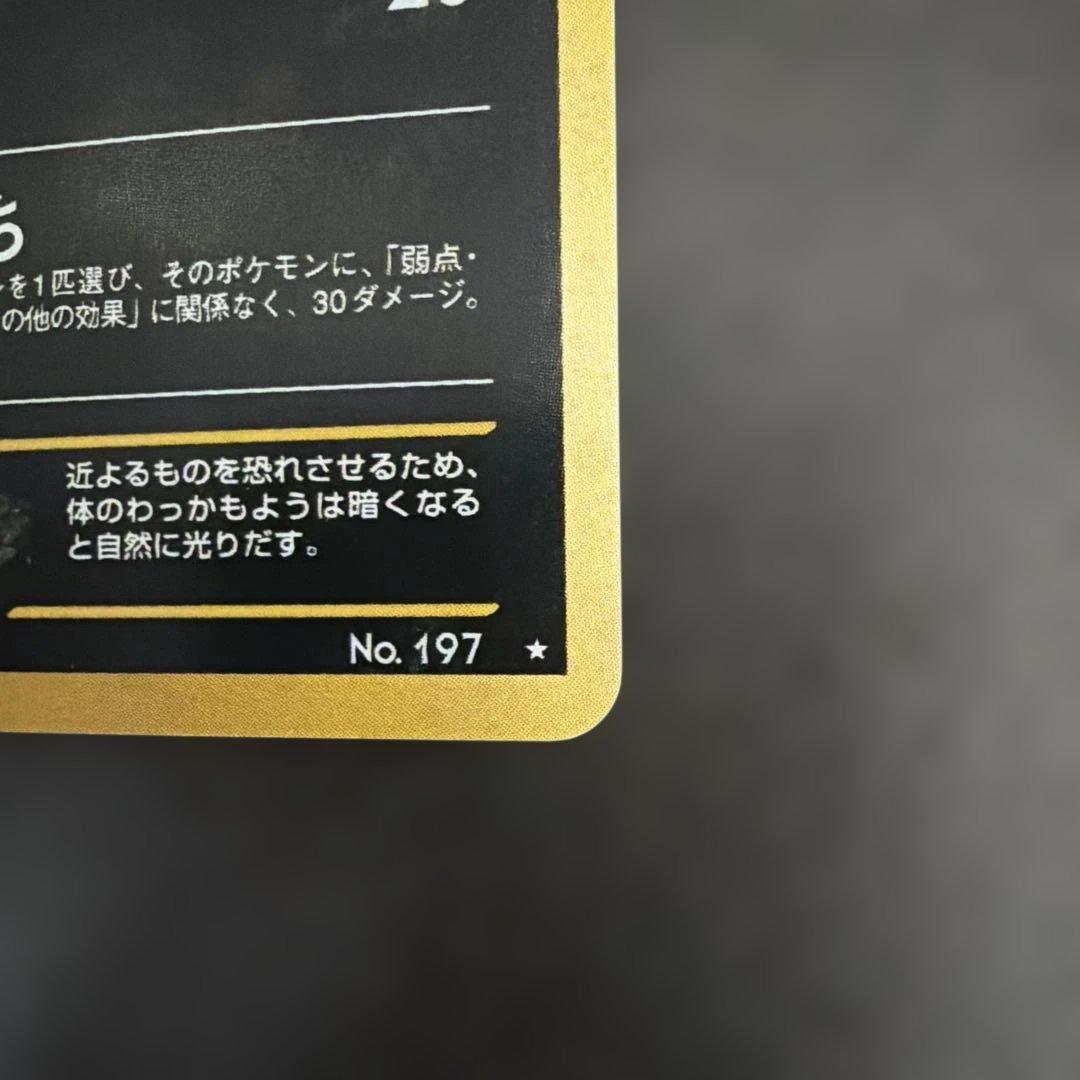 ち
を1匹選び、そのポケモンに、「弱点・
の他の効果」に関係なく、30ダメージ。
近よるものを恐れさせるため、
体のわっかもようは暗くなる
と自然に光りだす。
No. 197 ★